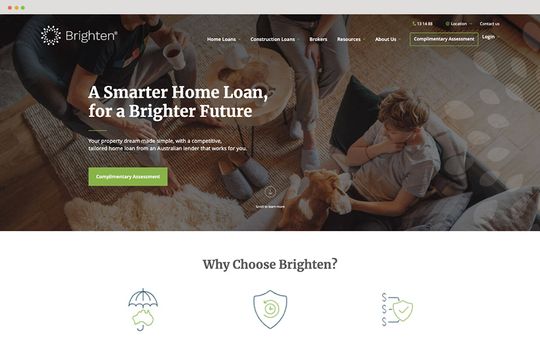 13 14 88 Location Contact us
Brighten®
Home Loans Construction Loans Brokers Resources About Us Complimentary Assessment Login
A Smarter Home Loan,
for a Brighter Future
Your property dream made simple, with a competitive,
tailored home loan from an Australian lender that works for you.
Complimentary Assessment
Scroll to learn more
Why Choose Brighten?
$
$
$